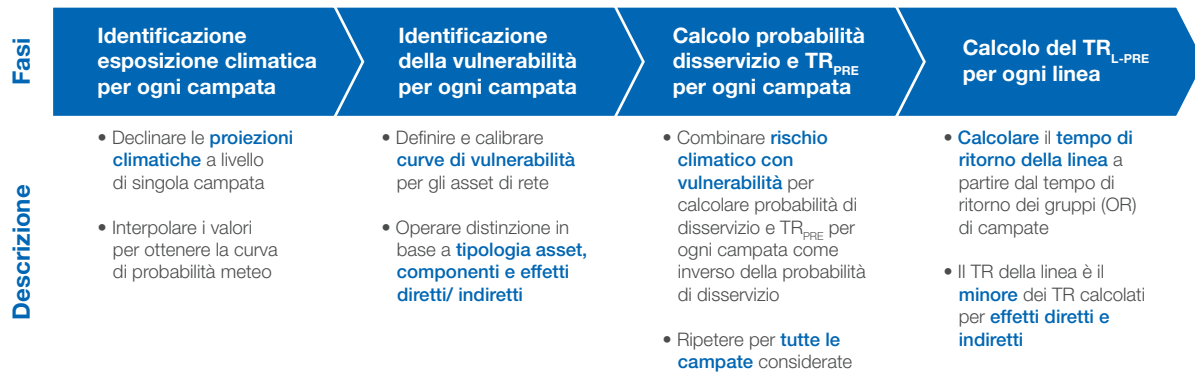 Fasi
Identificazione
esposizione climatica
per ogni campata
Identificazione
della vulnerabilità
per ogni campata
Calcolo probabilità
disservizio e TR_PRE
per ogni campata
Calcolo del TR_L-PRE
per ogni linea
Descrizione
• Declinare le proiezioni
climatiche a livello
di singola campata
• Interpolare i valori
per ottenere la curva
di probabilità meteo
• Definire e calibrare
curve di vulnerabilità
per gli asset di rete
• Operare distinzione in
base a tipologia asset,
componenti e effetti
diretti/ indiretti
• Combinare rischio
climatico con
vulnerabilità per
calcolare probabilità di
disservizio e TR_PRE per
ogni campata come
inverso della probabilità
di disservizio
• Ripetere per tutte le
campate considerate
• Calcolare il tempo di
ritorno della linea a
partire dal tempo di
ritorno dei gruppi (OR)
di campate
• Il TR della linea è il
minore dei TR calcolati
per effetti diretti e
indiretti